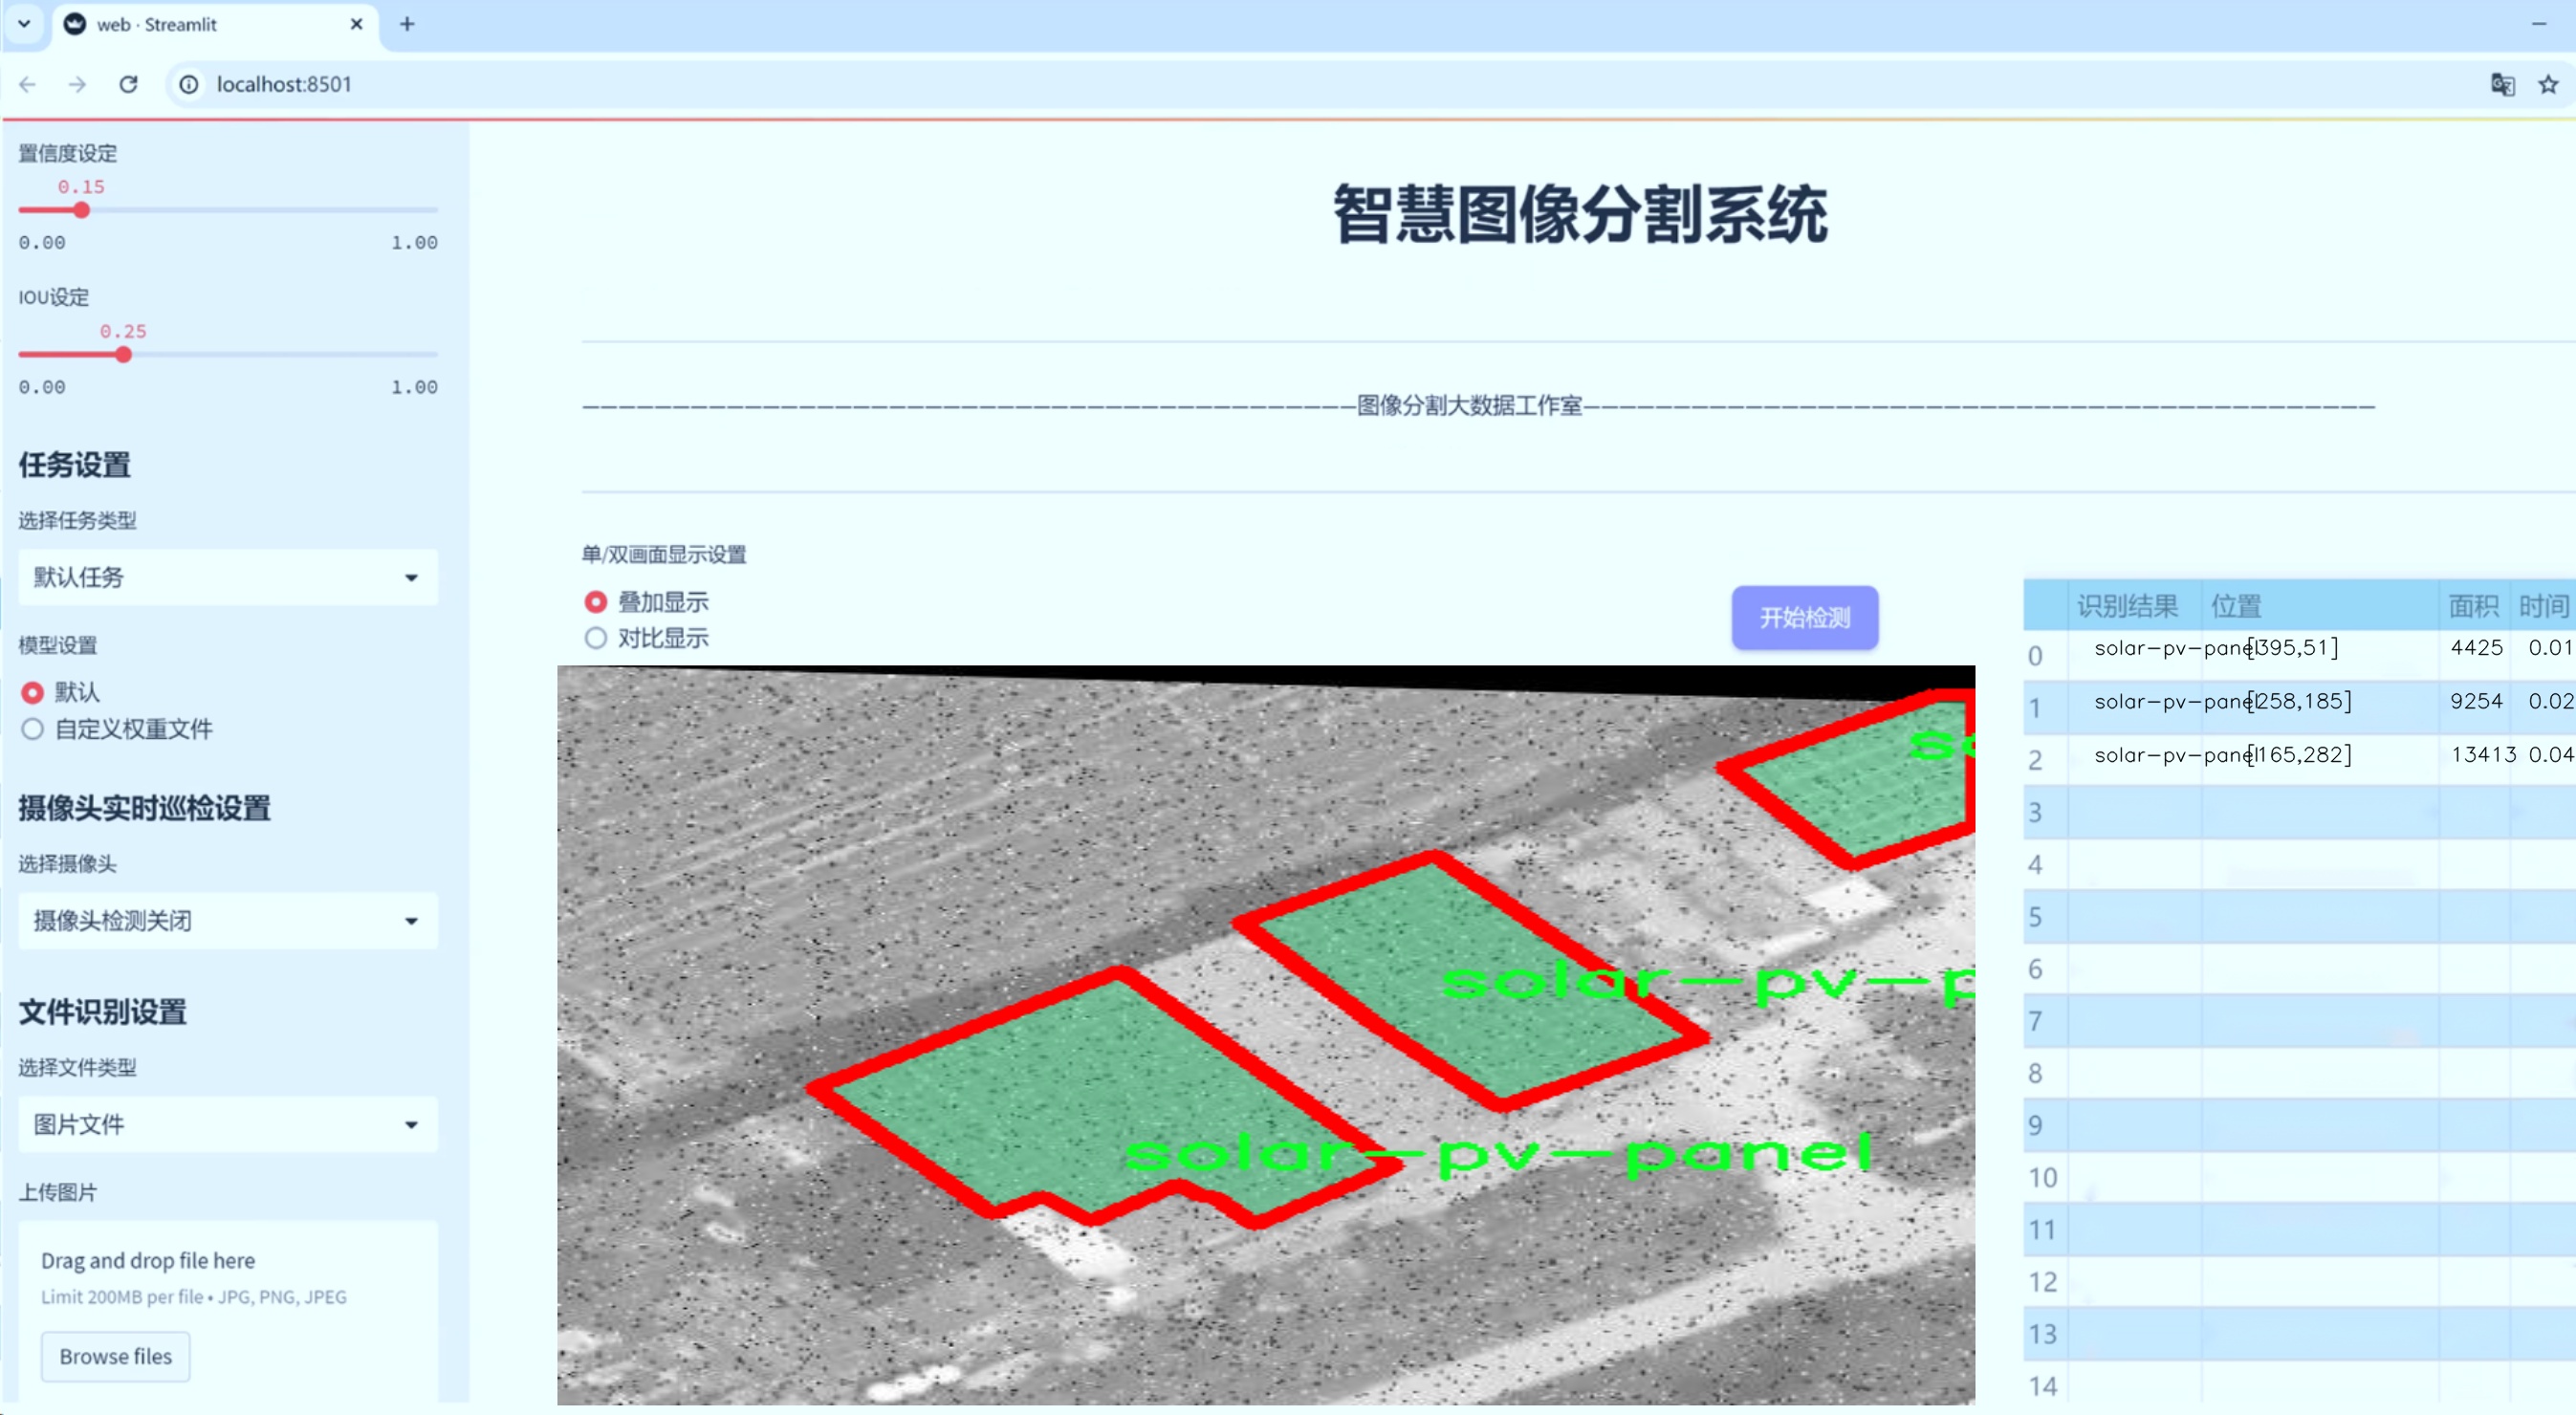 web · Streamlit
localhost:8501
置信度设定
0.15
0.00 1.00
IOU设定
0.25
0.00 1.00
任务设置
选择任务类型
默认任务
模型设置
默认
自定义权重文件
摄像头实时巡检设置
选择摄像头
摄像头检测关闭
文件识别设置
选择文件类型
图片文件
上传图片
Drag and drop file here
Limit 200MB per file • JPG, PNG, JPEG
Browse files
智慧图像分割系统
图像分割大数据工作室
单/双画面显示设置
叠加显示
对比显示
开始检测
so
solar-pv-p
solar-pv-panel
识别结果 位置 面积 时间
0 solar-pv-panel [395,51] 4425 0.01
1 solar-pv-panel [258,185] 9254 0.02
2 solar-pv-panel [165,282] 13413 0.04
3
4
5
6
7
8
9
10
11
12
13
14